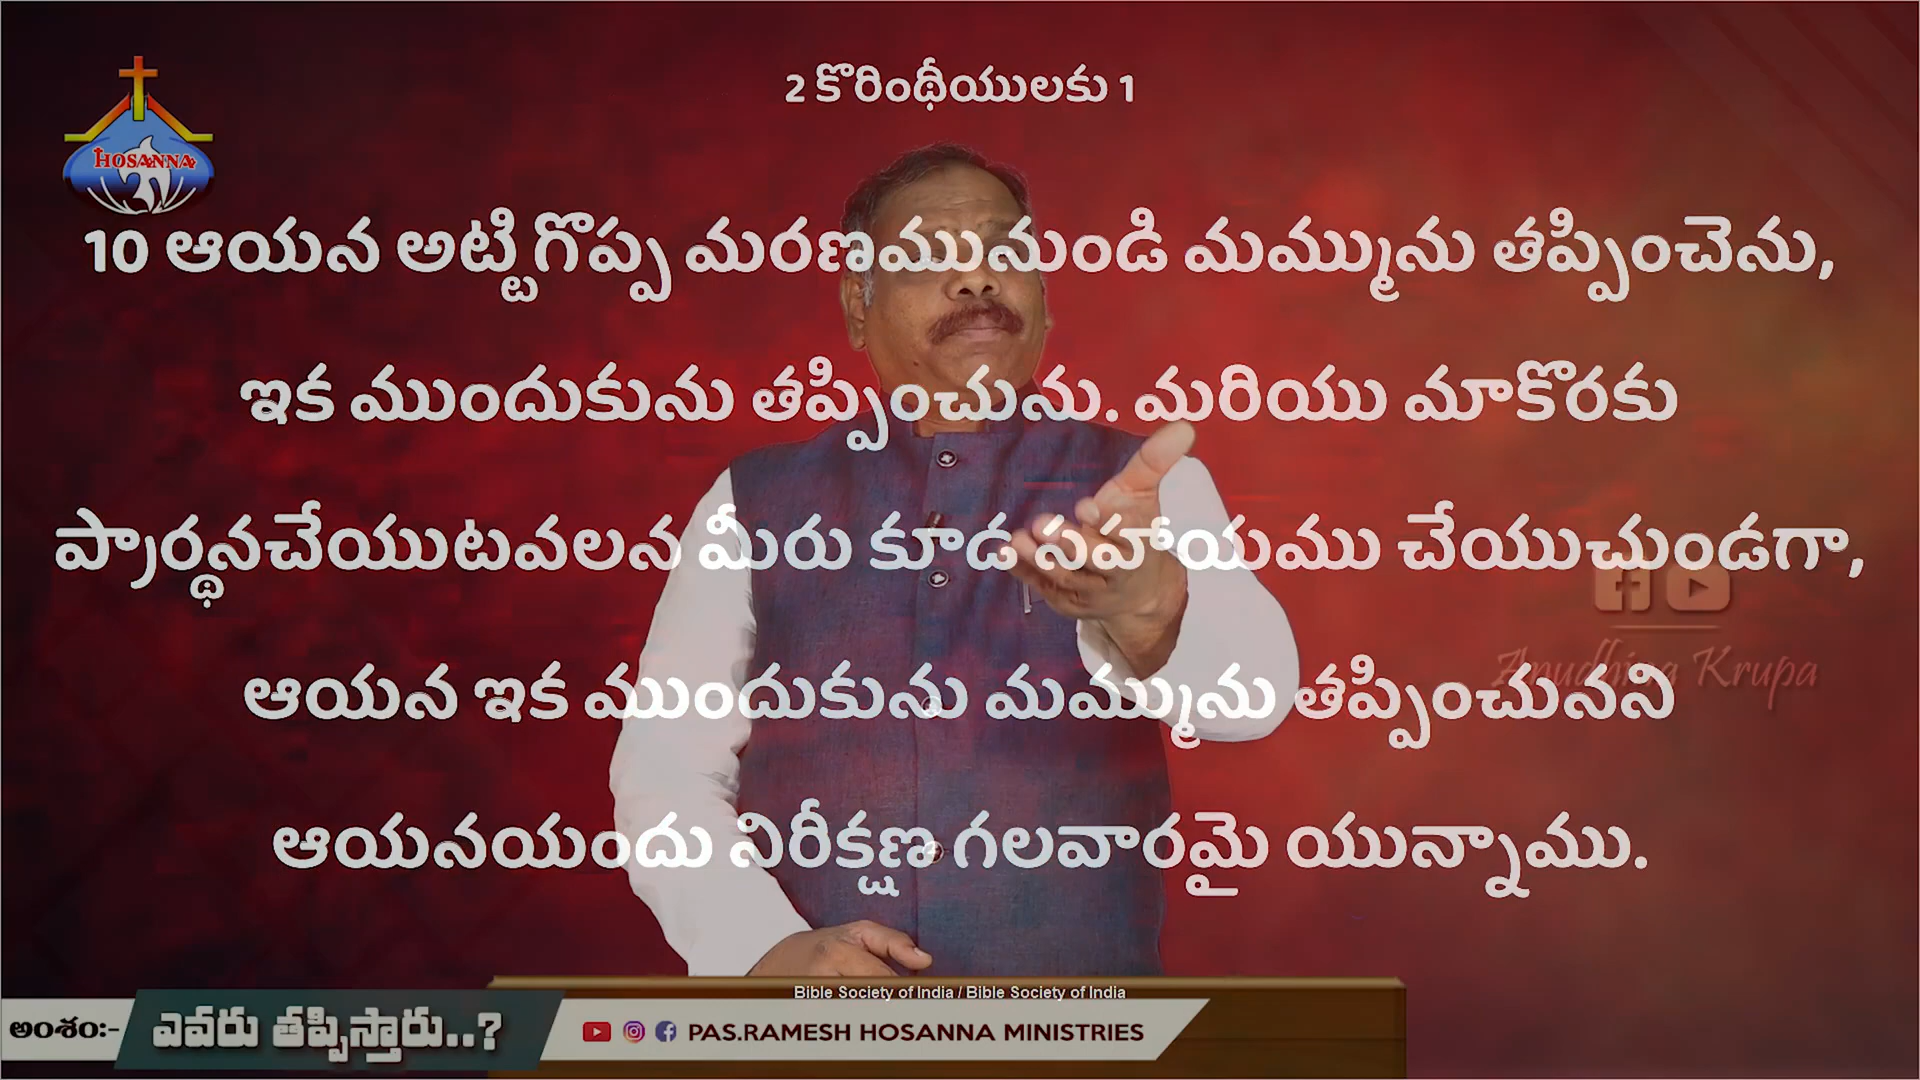 2 కొరింథీయులకు 1
HOSANNA
10 ఆయన అట్టి గొప్ప మరణమునుండి మమ్మును తప్పించెను,
ఇక ముందుకును తప్పించును. మరియు మాకొరకు
ప్రార్థనచేయుటవలన మీరు కూడ సహాయము చేయుచుండగా,
ఆయన ఇక ముందుకును మమ్మును తప్పించునని
ఆయనయందు నిరీక్షణ గలవారమై యున్నాము.
Anudhina Krupa
Bible Society of India / Bible Society of India
అంశం:- ఎవరు తప్పిస్తారు..? PAS.RAMESH HOSANNA MINISTRIES